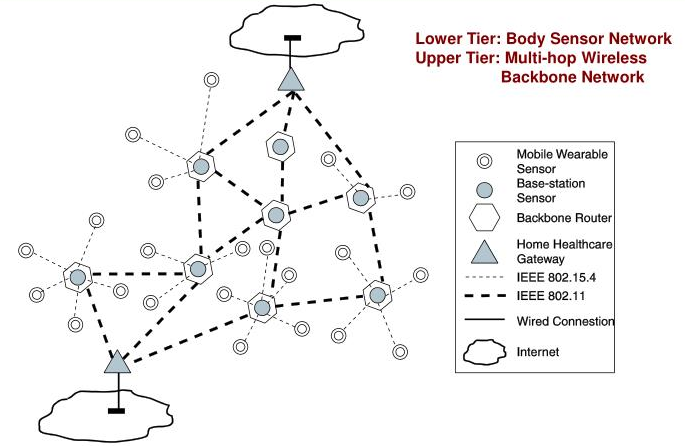 Lower Tier: Body Sensor Network
Upper Tier: Multi-hop Wireless
Backbone Network
Mobile Wearable
Sensor
Base-station
Sensor
Backbone Router
Home Healthcare
Gateway
IEEE 802.15.4
IEEE 802.11
Wired Connestion
Internet